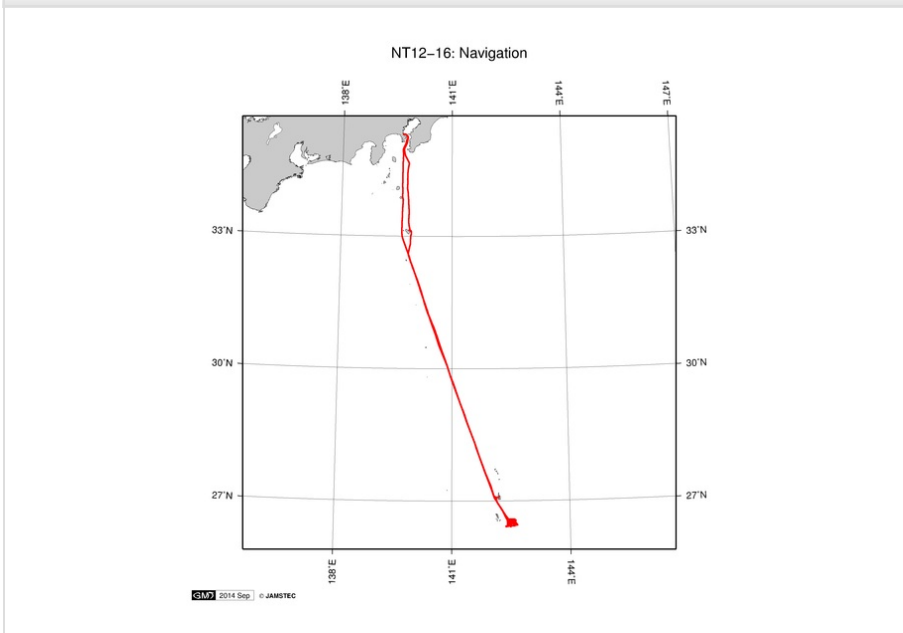 NT12–16: Navigation
138˚E 141˚E 144˚E 147˚E
33˚N 33˚N
30˚N 30˚N
27˚N 27˚N
138˚E 141˚E 144˚E
GMD 2014 Sep © JAMSTEC